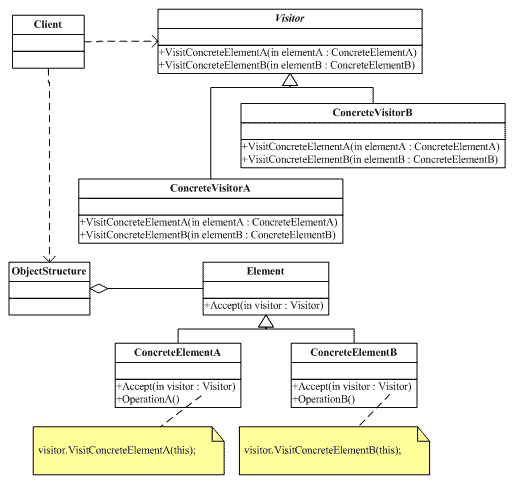 Client
Visitor
+VisitConcreteElementA(in elementA : ConcreteElementA)
+VisitConcreteElementB(in elementB : ConcreteElementB)
ConcreteVisitorB
+VisitConcreteElementA(in elementA : ConcreteElementA)
+VisitConcreteElementB(in elementB : ConcreteElementB)
ConcreteVisitorA
+VisitConcreteElementA(in elementA : ConcreteElementA)
+VisitConcreteElementB(in elementB : ConcreteElementB)
ObjectStructure
Element
+Accept(in visitor : Visitor)
ConcreteElementA
+Accept(in visitor : Visitor)
+OperationA()
ConcreteElementB
+Accept(in visitor : Visitor)
+OperationB()
visitor.VisitConcreteElementA(this);
visitor.VisitConcreteElementB(this);